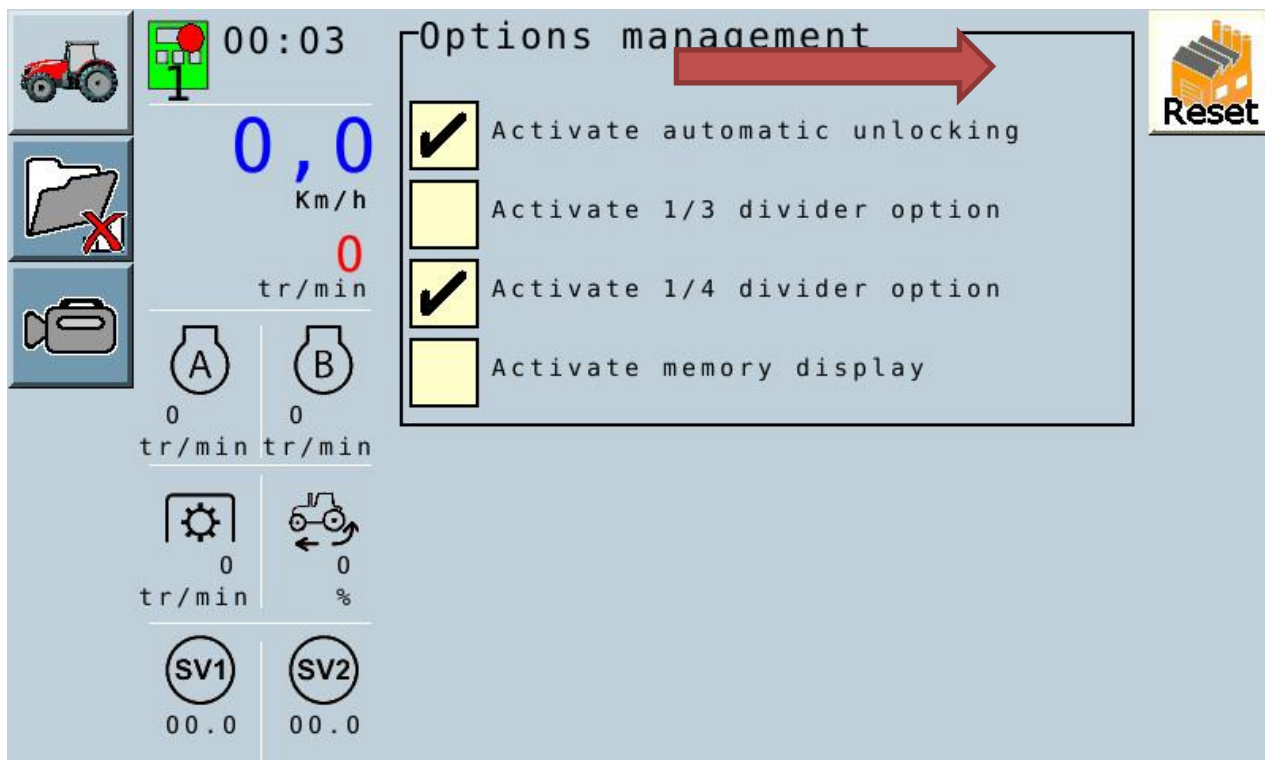 00:03
1
0,0
Km/h
0
tr/min
A B
0 0
tr/min tr/min
0 0
tr/min %
SV1 SV2
00.0 00.0
Options management
Activate automatic unlocking
Activate 1/3 divider option
Activate 1/4 divider option
Activate memory display
Reset